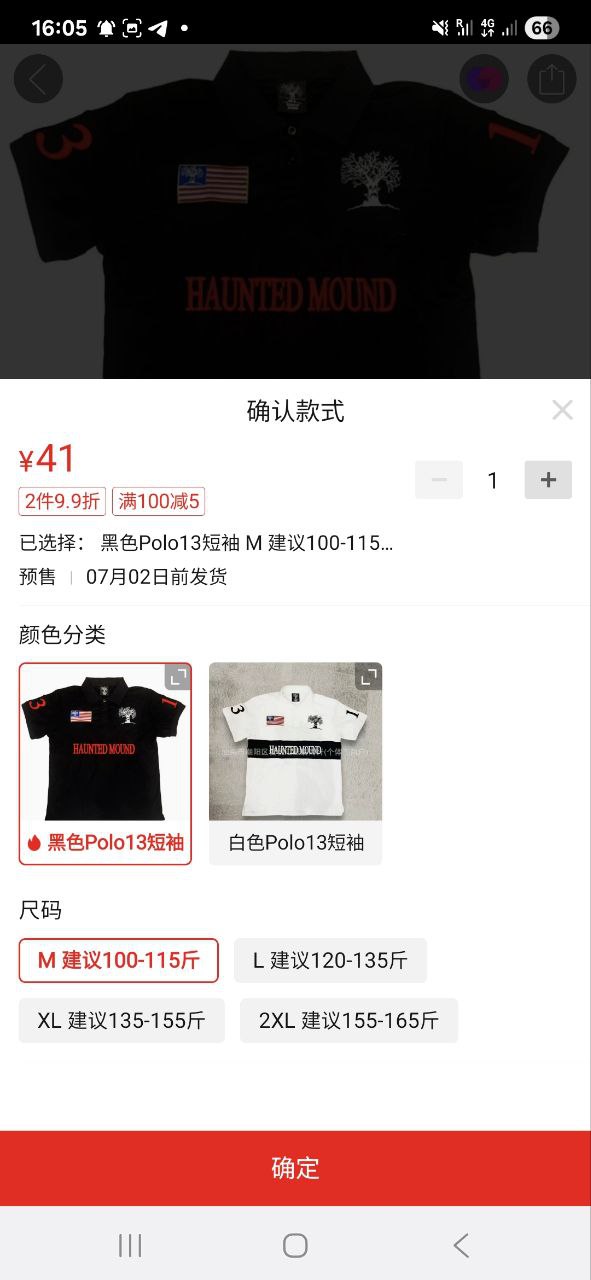 16:05
R
4G
66
3
1
HAUNTED MOUND
确认款式
¥41
2件9.9折
满100减5
1
已选择： 黑色Polo13短袖 M 建议100-115...
预售 | 07月02日前发货
颜色分类
3
1
HAUNTED MOUND
3
1
HAUNTED MOUND
黑色Polo13短袖
白色Polo13短袖
尺码
M 建议100-115斤
L 建议120-135斤
XL 建议135-155斤
2XL 建议155-165斤
确定